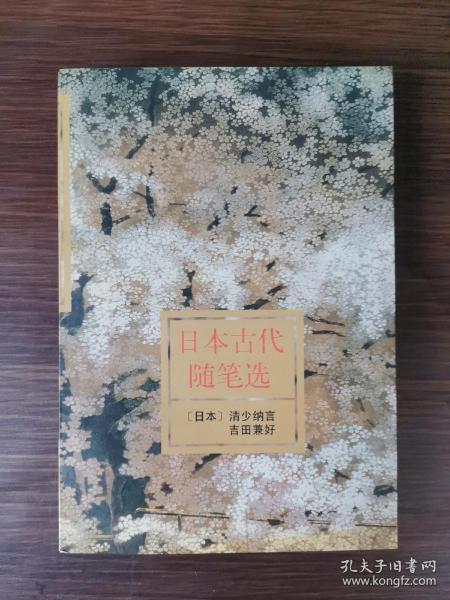 日本古代
随笔选
〔日本〕清少纳言
吉田兼好
孔夫子旧书网
www.kongfz.com